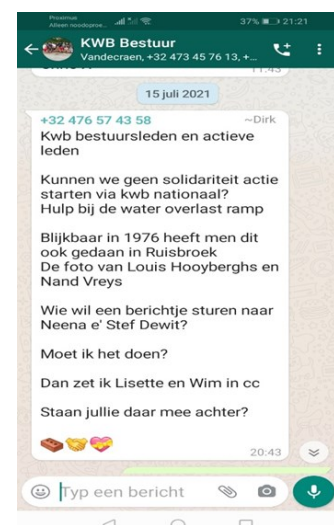 Proximus
Alleen noodoproe...
37%
21:21
KWB Bestuur
Vandecraen, +32 473 45 76 13, +...
11:43
15 juli 2021
+32 476 57 43 58 ~Dirk
Kwb bestuursleden en actieve
leden
Kunnen we geen solidariteit actie
starten via kwb nationaal?
Hulp bij de water overlast ramp
Blijkbaar in 1976 heeft men dit
ook gedaan in Ruisbroek
De foto van Louis Hooyberghs en
Nand Vreys
Wie wil een berichtje sturen naar
Neena e' Stef Dewit?
Moet ik het doen?
Dan zet ik Lisette en Wim in cc
Staan jullie daar mee achter?
20:43
Typ een bericht